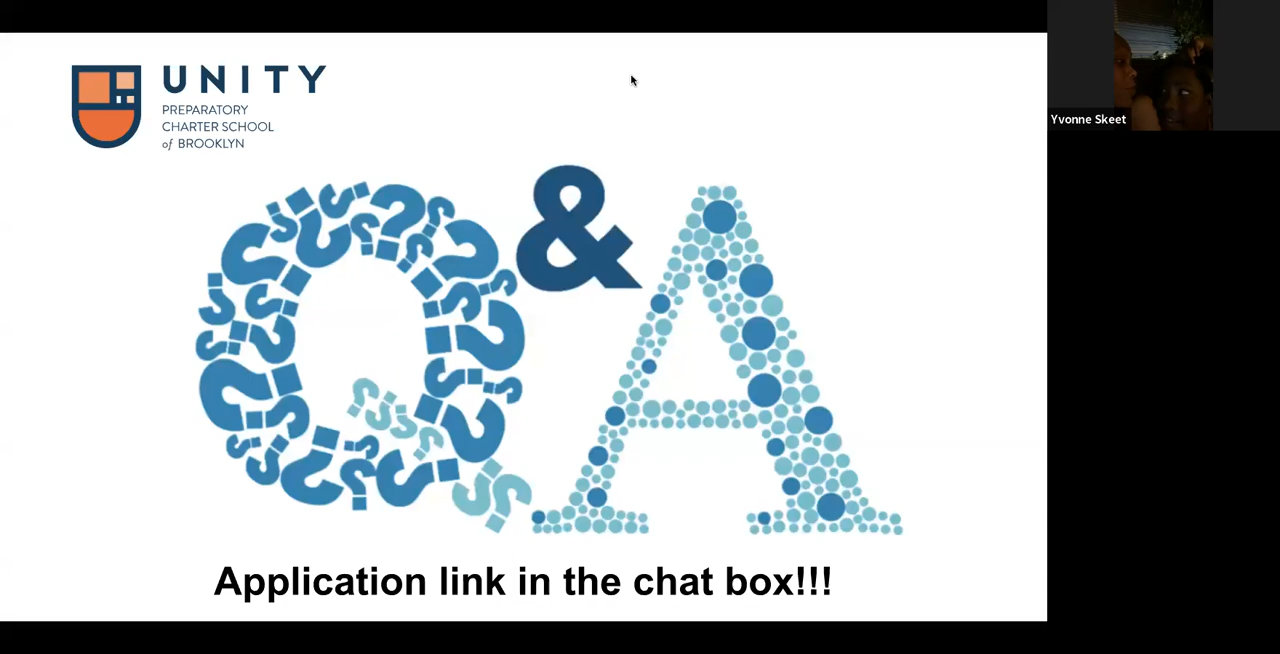 UNITY
PREPARATORY
CHARTER SCHOOL
of BROOKLYN
Q&A
Application link in the chat box!!!
Yvonne Skeet